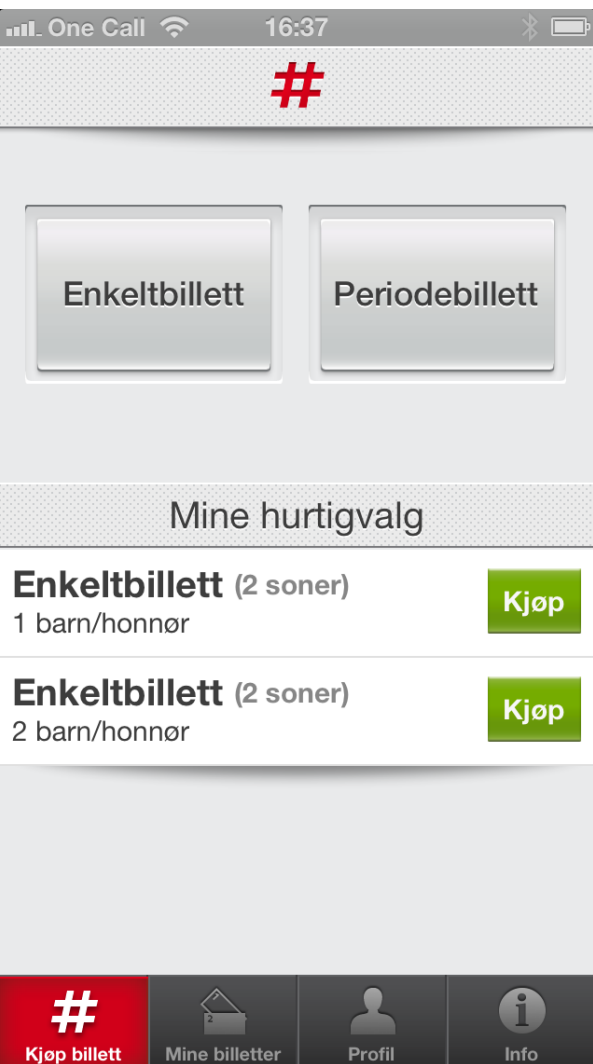 One Call 16:37
#
Enkeltbillett Periodebillett
Mine hurtigvalg
Enkeltbillett (2 soner)
1 barn/honnør
Kjøp
Enkeltbillett (2 soner)
2 barn/honnør
Kjøp
#
2
Kjøp billett Mine billetter Profil Info